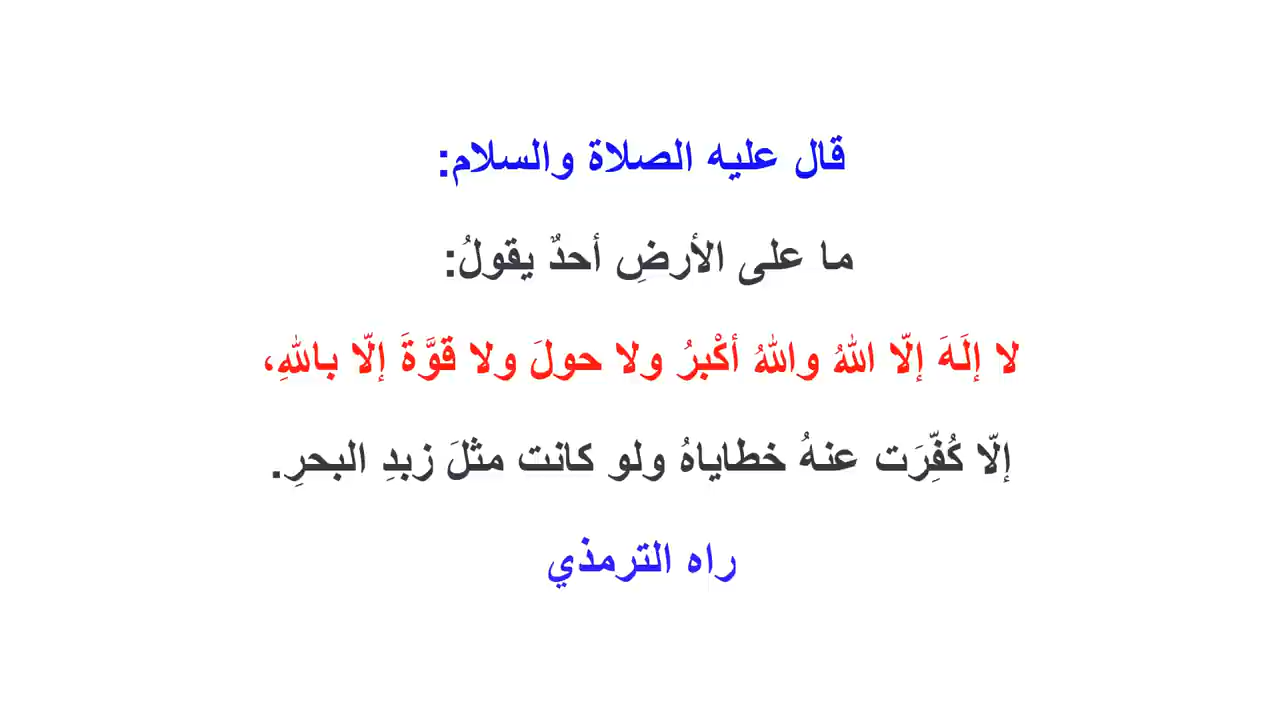 قال عليه الصلاة والسلام:
ما على الأرضِ أحدٌ يقولُ:
لا إلَهَ إلّا اللهُ واللهُ أكْبرُ ولا حولَ ولا قوَّةَ إلّا باللهِ،
إلّا كُفِّرَت عنهُ خطاياهُ ولو كانت مثلَ زبدِ البحرِ.
راه الترمذي